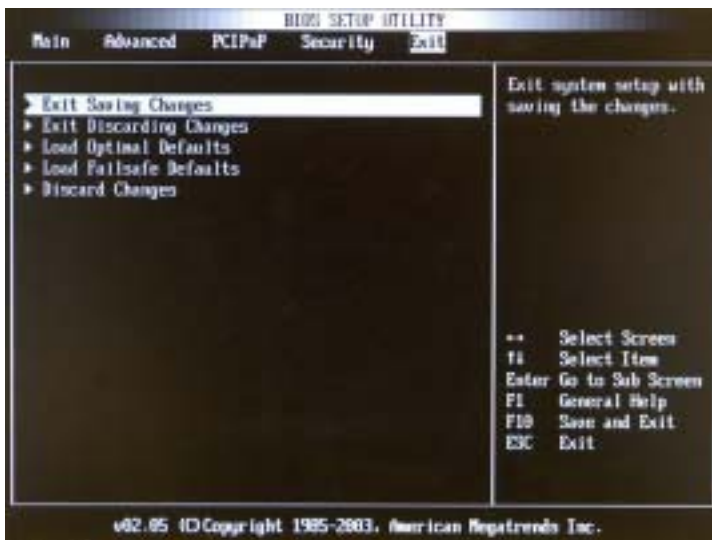 BIOS SETUP UTILITY
Main Advanced PCIPnP Security Exit
Exit Saving Changes
Exit Discarding Changes
Load Optimal Defaults
Load Failsafe Defaults
Discard Changes
Exit system setup with
saving the changes.
↔ Select Screen
↑↓ Select Item
Enter Go to Sub Screen
F1 General Help
F10 Save and Exit
ESC Exit
v02.05 (C)Copyright 1985-2003, American Megatrends Inc.